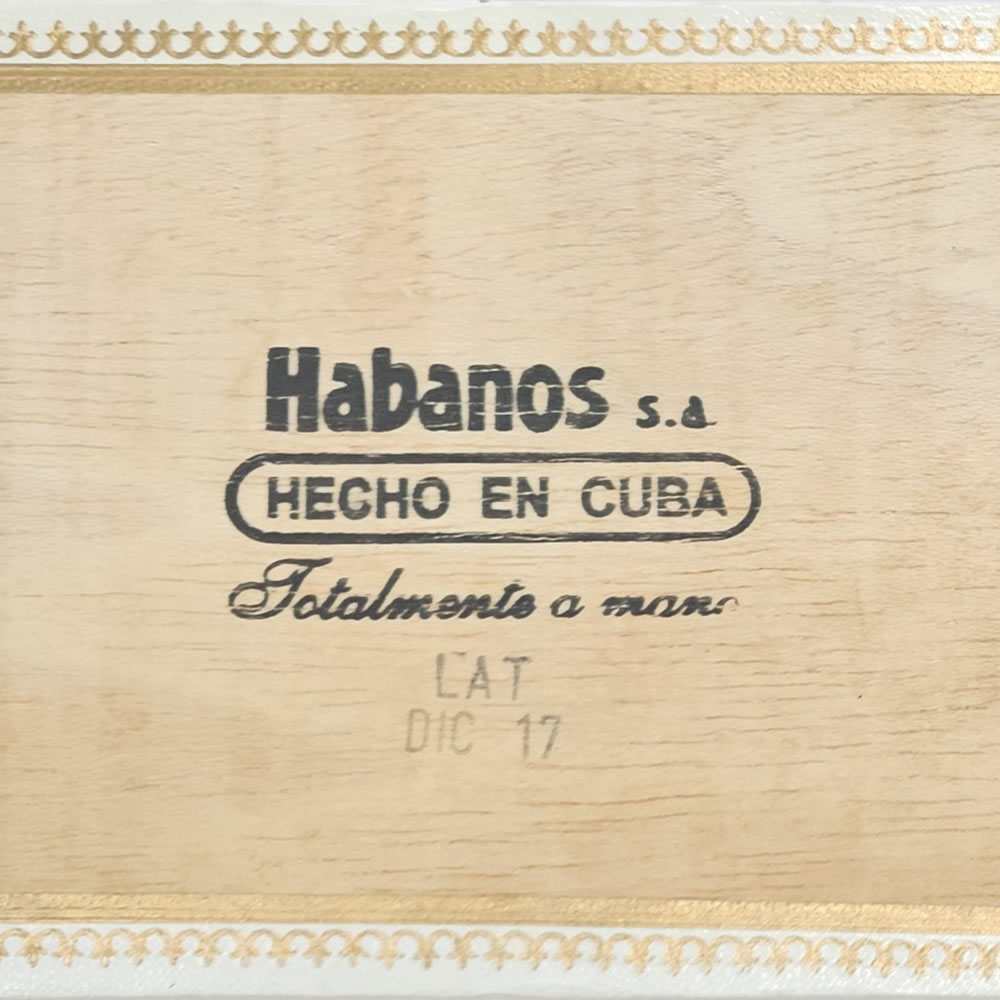 Habanos s.a
HECHO EN CUBA
Totalmente a mano
LAT
DIC 17